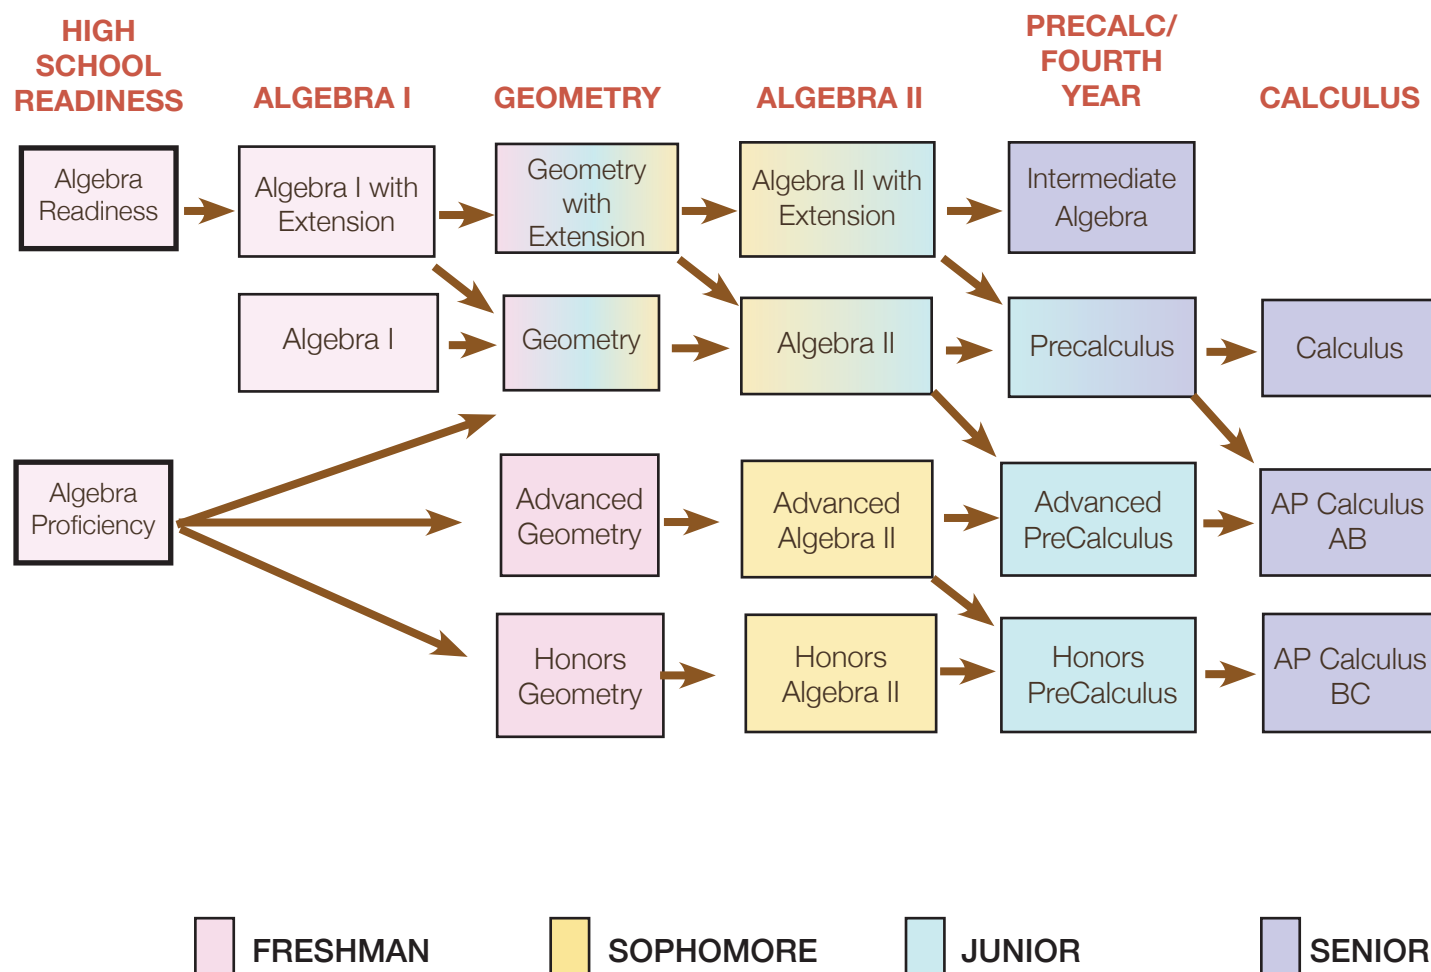 HIGH
SCHOOL
READINESS
ALGEBRA I
GEOMETRY
ALGEBRA II
PRECALC/
FOURTH
YEAR
CALCULUS
Algebra
Readiness
Algebra I with
Extension
Geometry
with
Extension
Algebra II with
Extension
Intermediate
Algebra
Algebra I
Geometry
Algebra II
Precalculus
Calculus
Algebra
Proficiency
Advanced
Geometry
Advanced
Algebra II
Advanced
PreCalculus
AP Calculus
AB
Honors
Geometry
Honors
Algebra II
Honors
PreCalculus
AP Calculus
BC
FRESHMAN
SOPHOMORE
JUNIOR
SENIOR